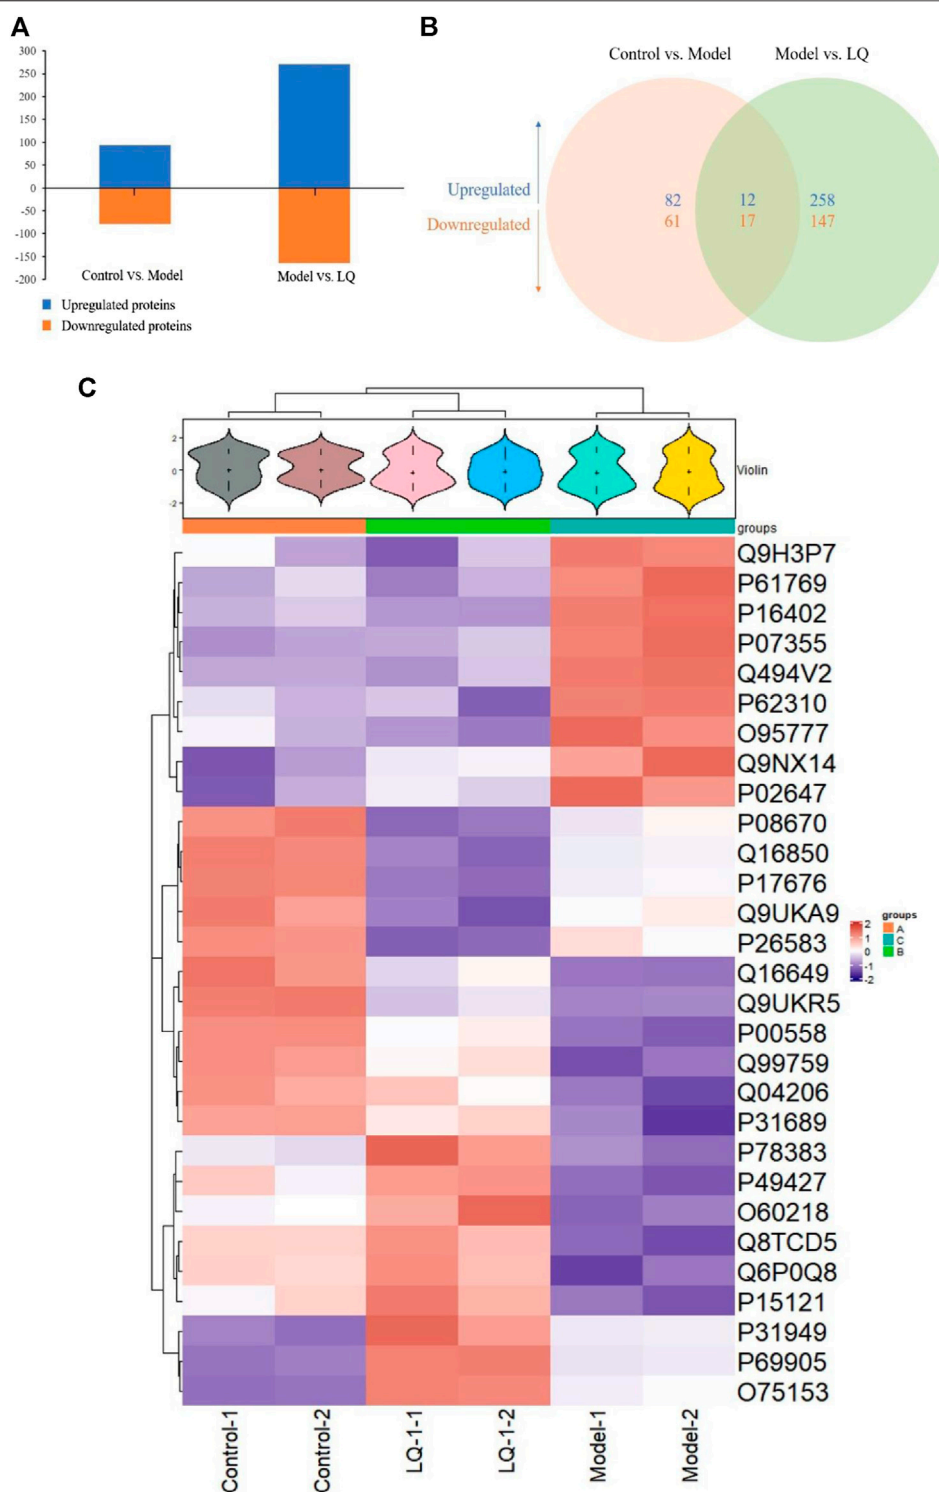 A
300
250
200
150
100
50
0
-50
-100
-150
-200
Control VS. Model
Model VS. LQ
Upregulated proteins
Downregulated proteins
B
Control vs. Model
Model vs. LQ
Upregulated
Downregulated
82
12
258
61
17
147
C
2
0
-2
Violin
groups
Q9H3P7
P61769
P16402
P07355
Q494V2
P62310
O95777
Q9NX14
P02647
P08670
Q16850
P17676
Q9UKA9
P26583
Q16649
Q9UKR5
P00558
Q99759
Q04206
P31689
P78383
P49427
O60218
Q8TCD5
Q6P0Q8
P15121
P31949
P69905
O75153
2
1
0
-1
-2
groups
A
C
B
Control-1
Control-2
LQ-1-1
LQ-1-2
Model-1
Model-2